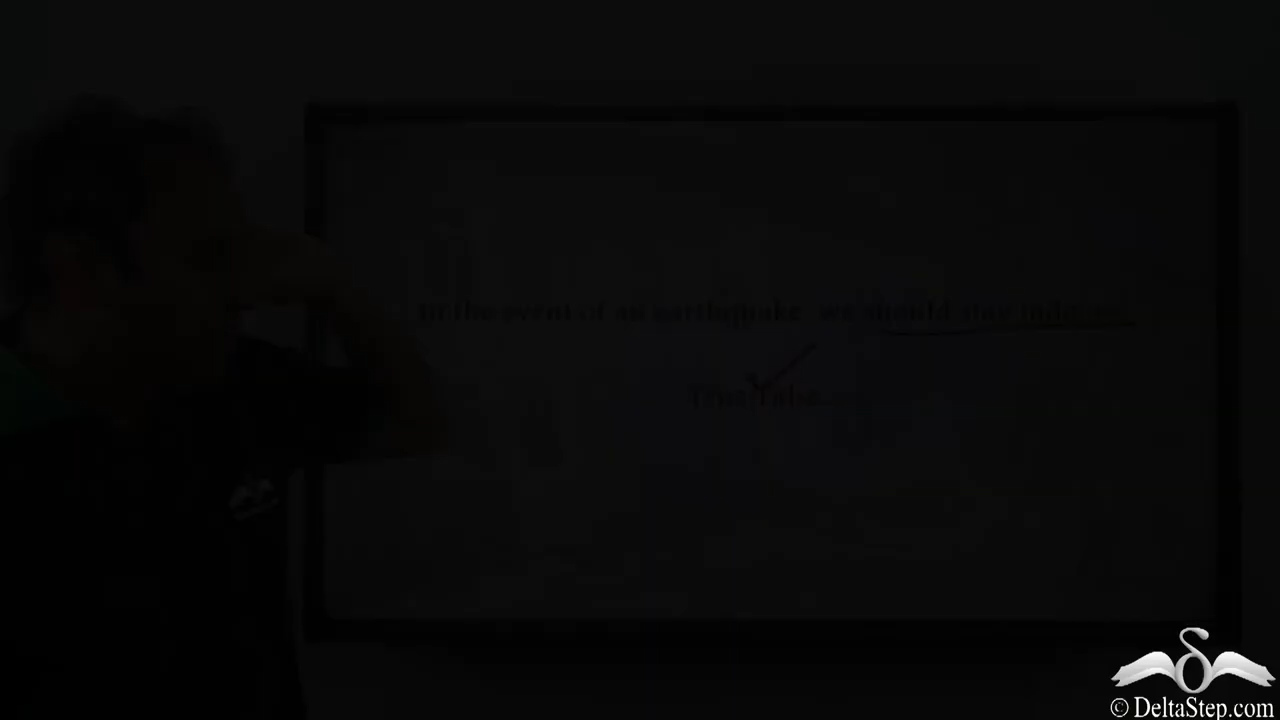 In the event of an earthquake, we should stay indoors.
True/False
© DeltaStep.com